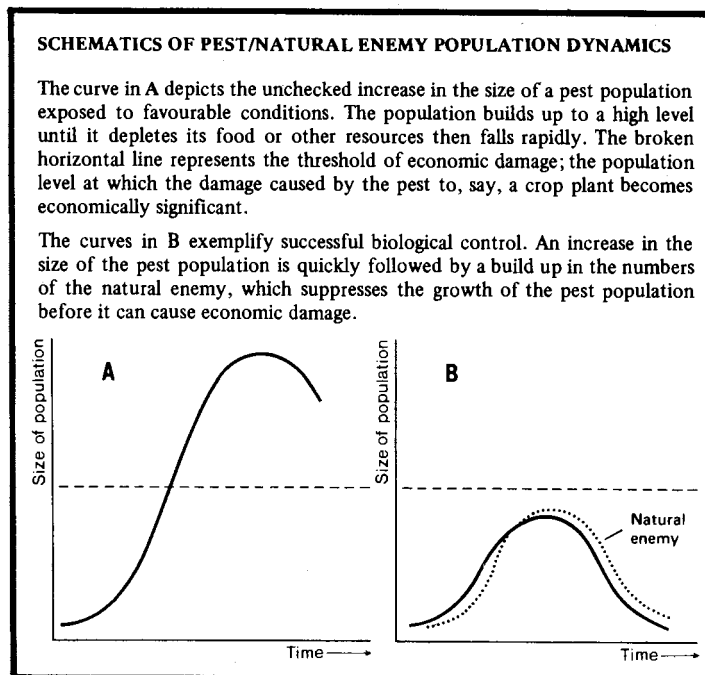 SCHEMATICS OF PEST/NATURAL ENEMY POPULATION DYNAMICS
The curve in A depicts the unchecked increase in the size of a pest population
exposed to favourable conditions. The population builds up to a high level
until it depletes its food or other resources then falls rapidly. The broken
horizontal line represents the threshold of economic damage; the population
level at which the damage caused by the pest to, say, a crop plant becomes
economically significant.
The curves in B exemplify successful biological control. An increase in the
size of the pest population is quickly followed by a build up in the numbers
of the natural enemy, which suppresses the growth of the pest population
before it can cause economic damage.
Size of population
A
Time
Size of population
B
Natural
enemy
Time